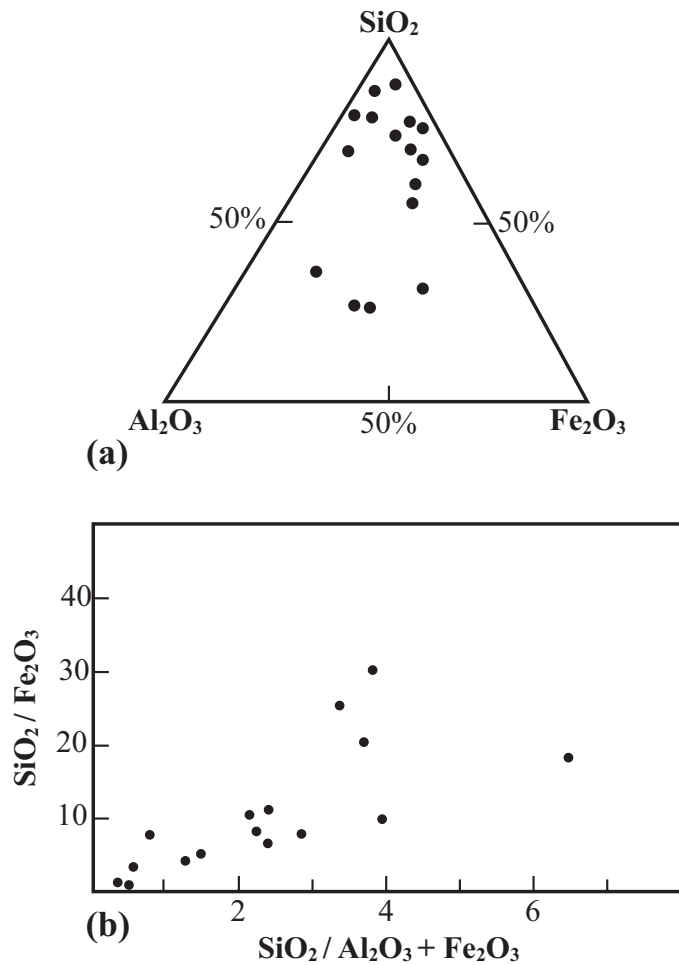 SiO₂
50% 50%
Al₂O₃ 50% Fe₂O₃
(a)
40
30
20
10
SiO₂ / Fe₂O₃
2 4 6
(b)
SiO₂ / Al₂O₃ + Fe₂O₃